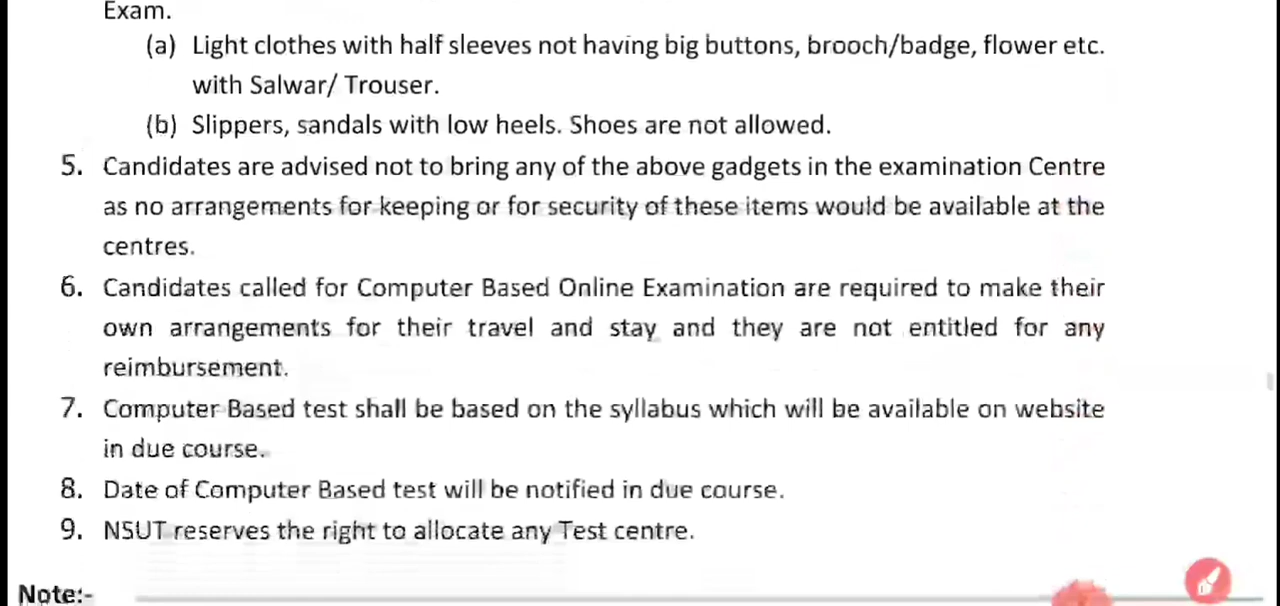 Exam.
(a) Light clothes with half sleeves not having big buttons, brooch/badge, flower etc.
with Salwar/ Trouser.
(b) Slippers, sandals with low heels. Shoes are not allowed.
5. Candidates are advised not to bring any of the above gadgets in the examination Centre
as no arrangements for keeping or for security of these items would be available at the
centres.
6. Candidates called for Computer Based Online Examination are required to make their
own arrangements for their travel and stay and they are not entitled for any
reimbursement.
7. Computer Based test shall be based on the syllabus which will be available on website
in due course.
8. Date of Computer Based test will be notified in due course.
9. NSUT reserves the right to allocate any Test centre.
Note:-